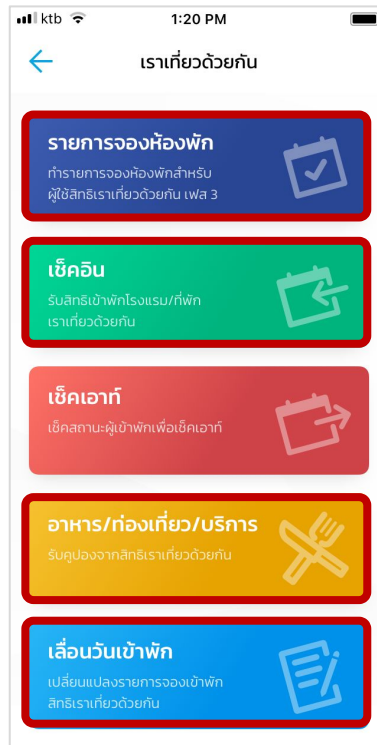 ktb 1:20 PM
เราเที่ยวด้วยกัน
รายการจองห้องพัก
ทำรายการจองห้องพักสำหรับ
ผู้ใช้สิทธิเราเที่ยวด้วยกัน เฟส 3
เช็คอิน
รับสิทธิเข้าพักโรงแรม/ที่พัก
เราเที่ยวด้วยกัน
เช็คเอาท์
เช็คสถานะผู้เข้าพักเพื่อเช็คเอาท์
อาหาร/ท่องเที่ยว/บริการ
รับคูปองจากสิทธิเราเที่ยวด้วยกัน
เลื่อนวันเข้าพัก
เปลี่ยนแปลงรายการจองเข้าพัก
สิทธิเราเที่ยวด้วยกัน